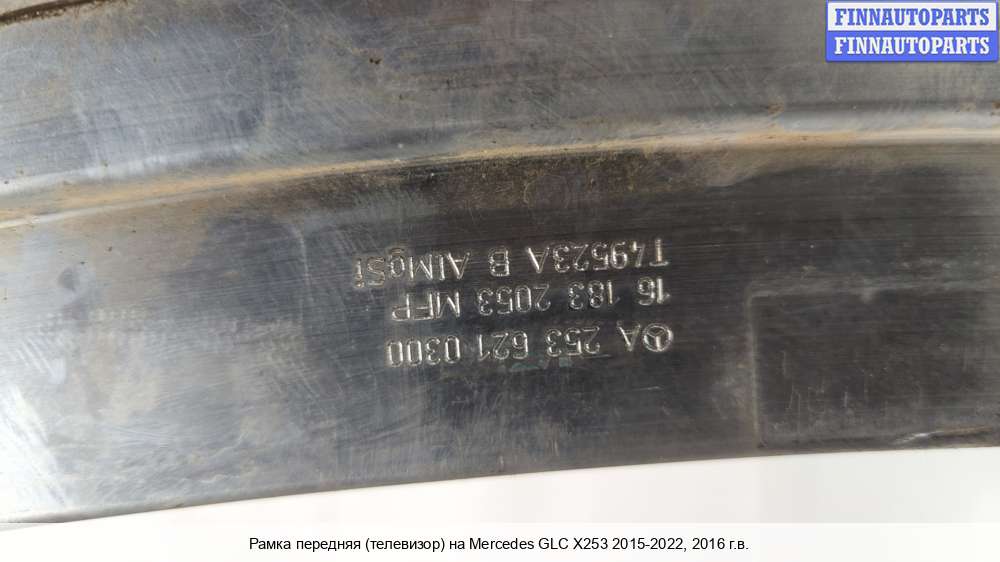 FINNAUTOPARTS
FINNAUTOPARTS
A 253 621 0300
16 183 2053 MFP
T49523A B AlMgSi
Рамка передняя (телевизор) на Mercedes GLC X253 2015-2022, 2016 г.в.